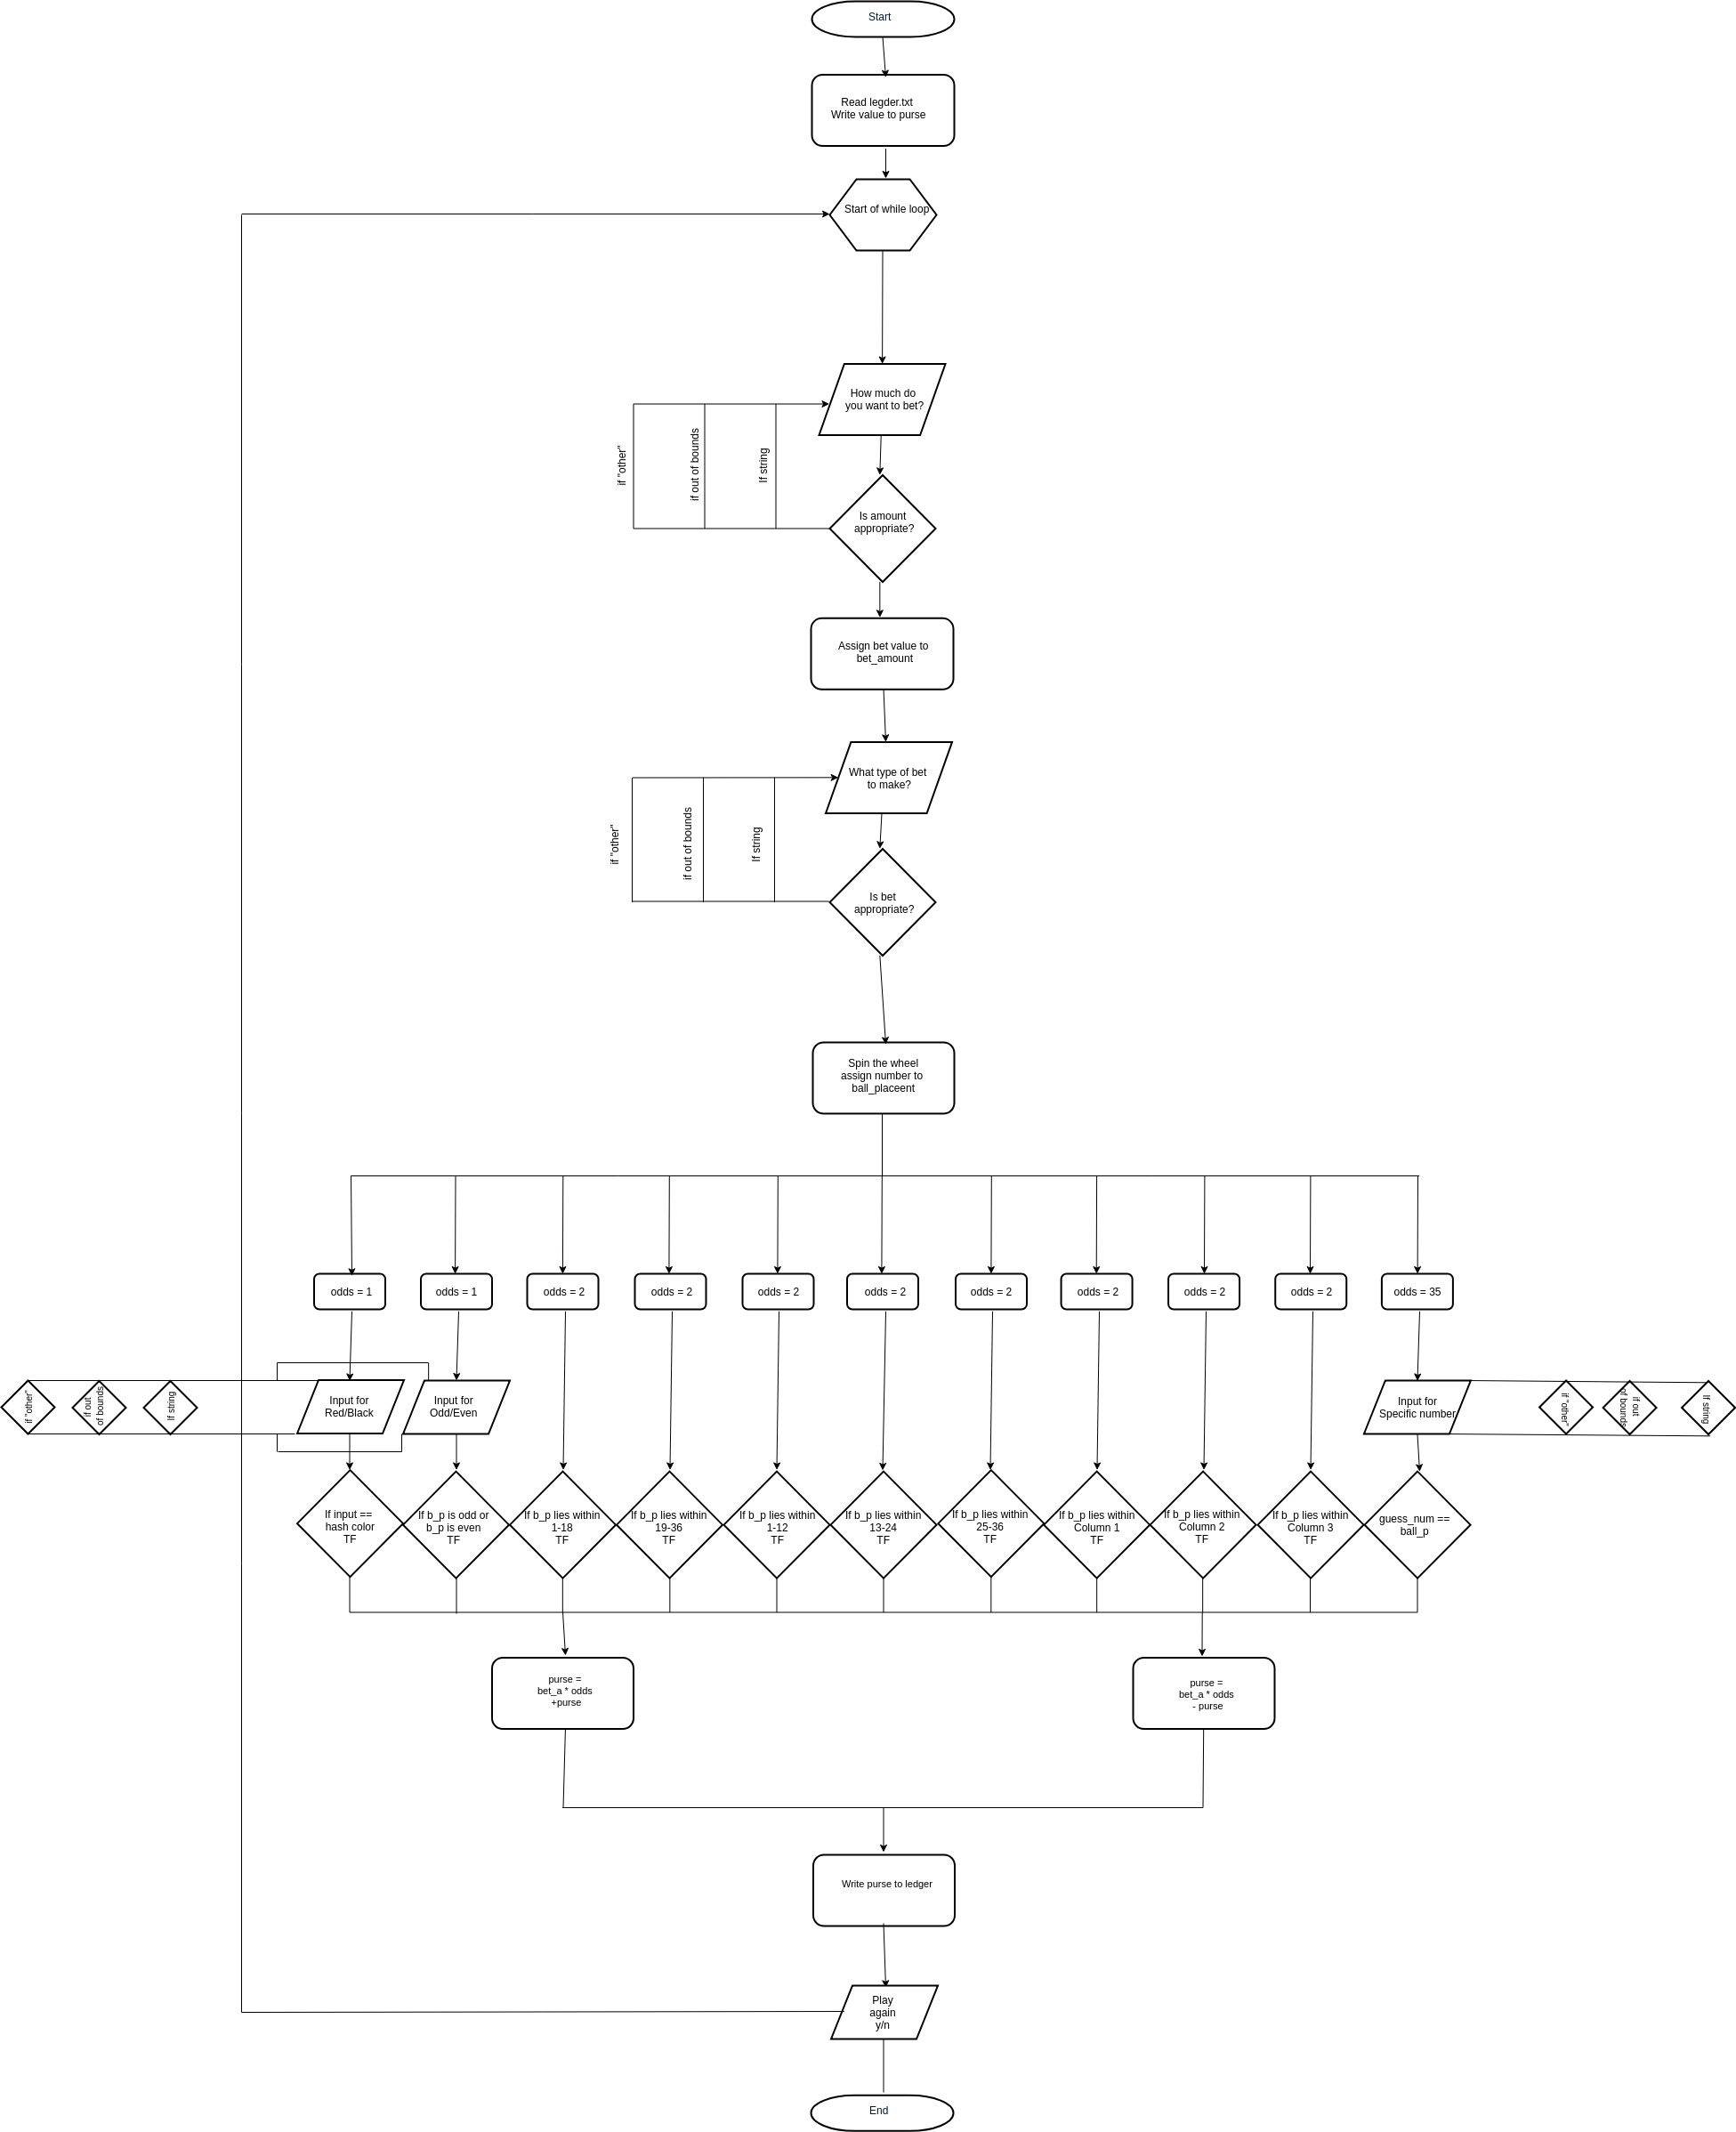 Start
Read legder.txt
Write value to purse
Start of while loop
How much do
you want to bet?
if "other"
if out of bounds
If string
Is amount
appropriate?
Assign bet value to
bet_amount
What type of bet
to make?
if "other"
if out of bounds
If string
Is bet
appropriate?
Spin the wheel
assign number to
ball_placeent
odds = 1
odds = 1
odds = 2
odds = 2
odds = 2
odds = 2
odds = 2
odds = 2
odds = 2
odds = 2
odds = 35
if "other"
if out
of bounds
If string
Input for
Red/Black
Input for
Odd/Even
Input for
Specific number
if "other"
if out
of bounds
If string
If input ==
hash color
TF
If b_p is odd or
b_p is even
TF
If b_p lies within
1-18
TF
If b_p lies within
19-36
TF
If b_p lies within
1-12
TF
If b_p lies within
13-24
TF
If b_p lies within
25-36
TF
If b_p lies within
Column 1
TF
If b_p lies within
Column 2
TF
If b_p lies within
Column 3
TF
guess_num ==
ball_p
purse =
bet_a * odds
+purse
purse =
bet_a * odds
- purse
Write purse to ledger
Play
again
y/n
End